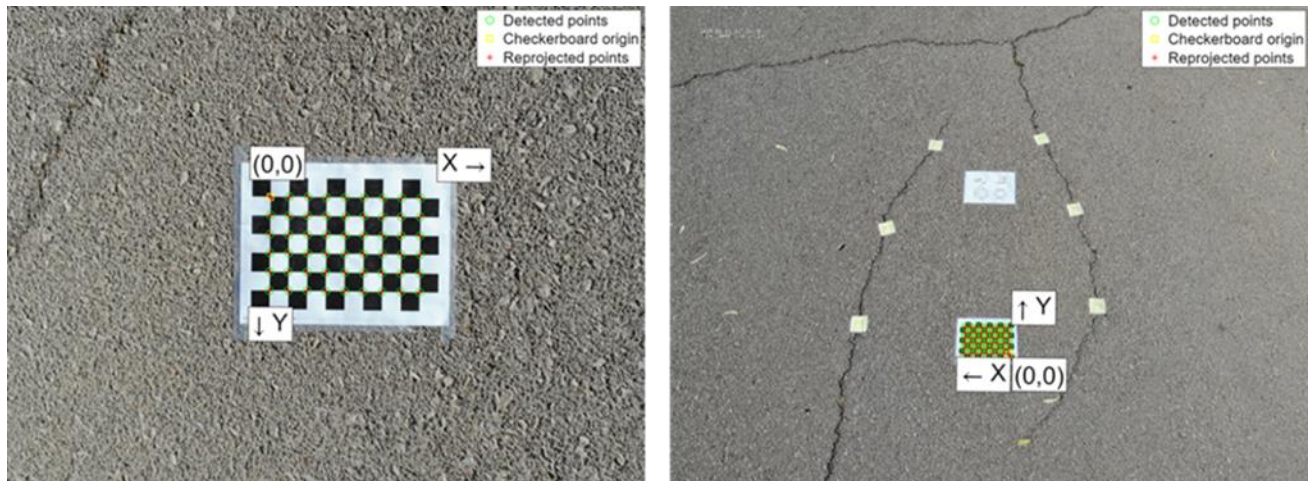 Detected points
Checkerboard origin
Reprojected points
(0,0)
X →
↓ Y
Detected points
Checkerboard origin
Reprojected points
↑ Y
← X
(0,0)